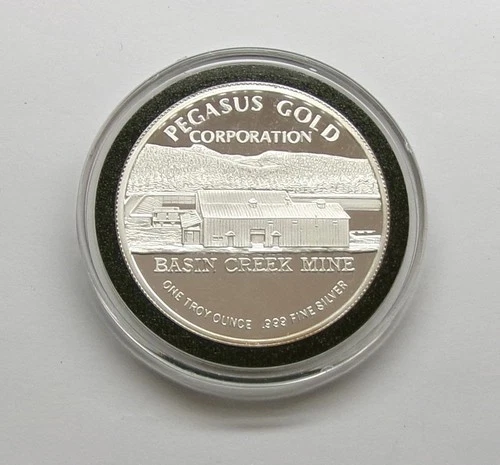 PEGASUS GOLD
CORPORATION
BASIN CREEK MINE
ONE TROY OUNCE .999 FINE SILVER